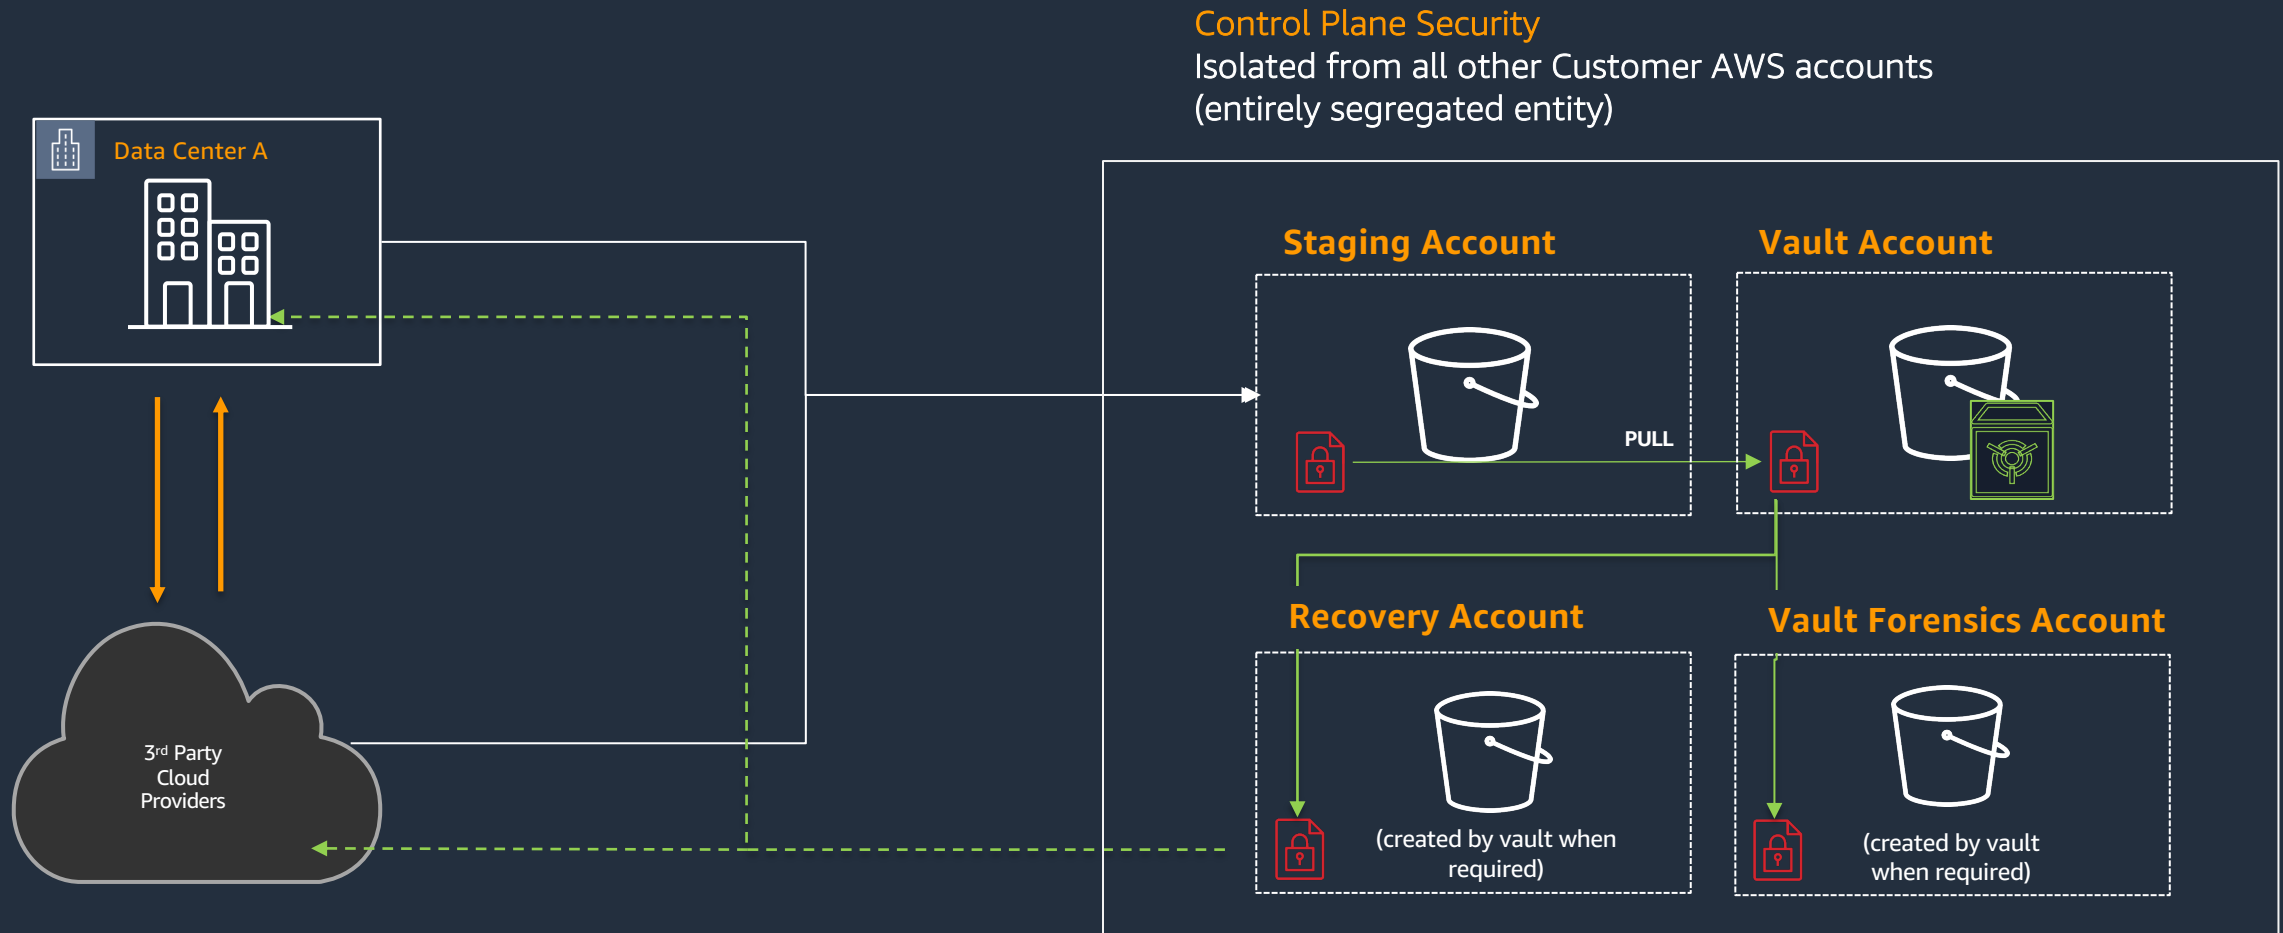 Control Plane Security
Isolated from all other Customer AWS accounts
(entirely segregated entity)
Data Center A
Staging Account
Vault Account
PULL
Recovery Account
Vault Forensics Account
3rd Party
Cloud
Providers
(created by vault when
required)
(created by vault
when required)